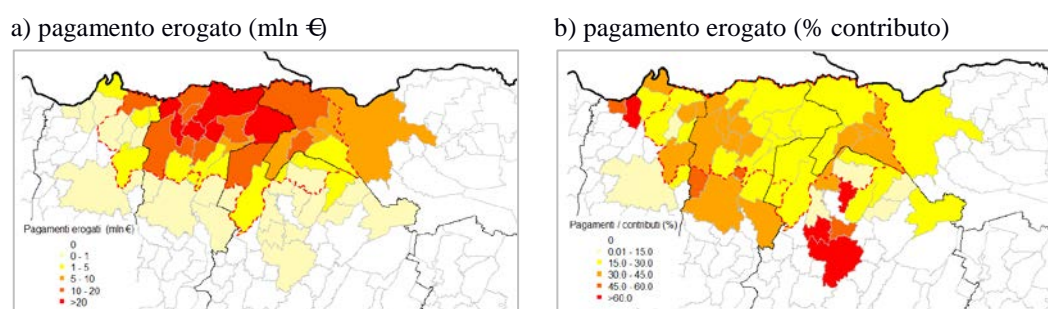 a) pagamento erogato (mln €)
b) pagamento erogato (% contributo)
Pagamenti erogati (mln €)
0
0 - 1
1 - 5
5 - 10
10 - 20
>20
Pagamenti / contributi (%)
0
0.01 - 15.0
15.0 - 30.0
30.0 - 45.0
45.0 - 60.0
>60.0